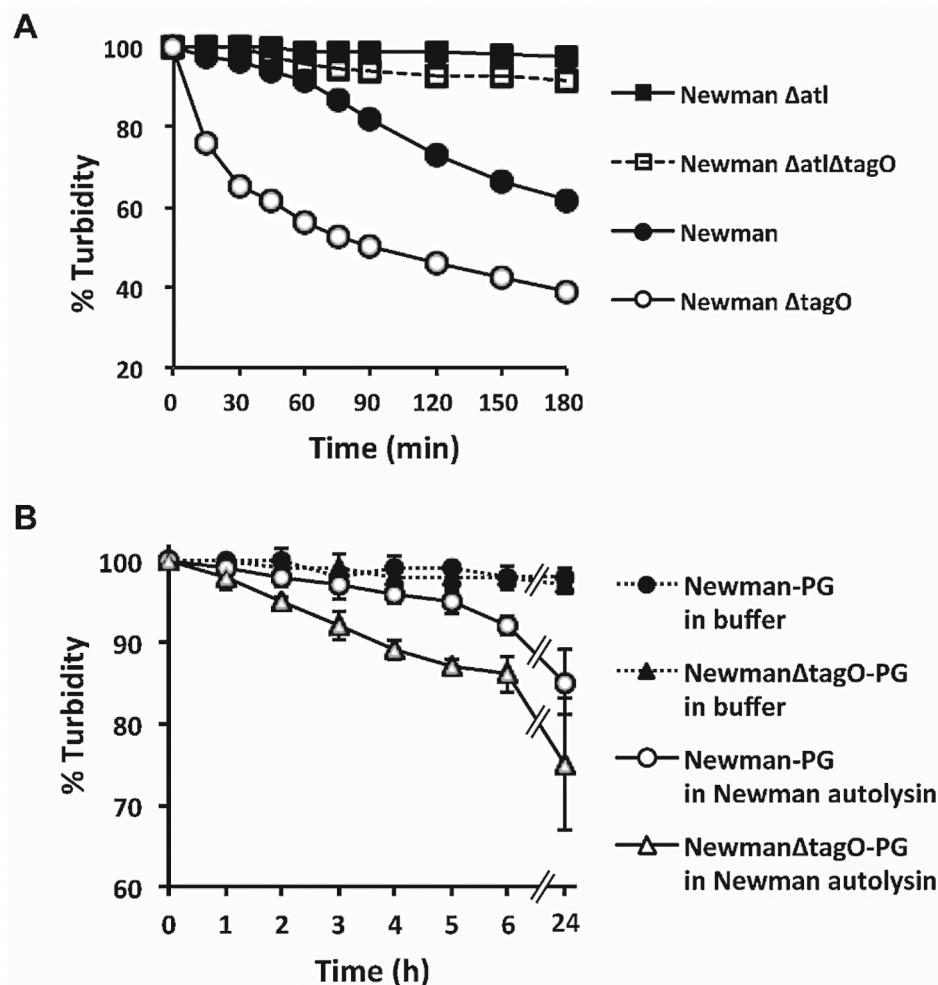 A
100
80
60
40
20
% Turbidity
0 30 60 90 120 150 180
Time (min)
Newman Δatl
Newman ΔatlΔtagO
Newman
Newman ΔtagO
B
100
90
80
70
60
% Turbidity
0 1 2 3 4 5 6 24
Time (h)
Newman-PG
in buffer
NewmanΔtagO-PG
in buffer
Newman-PG
in Newman autolysin
NewmanΔtagO-PG
in Newman autolysin